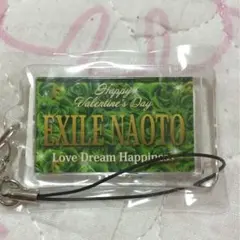 Happy
Valentine's Day
EXILE NAOTO
Love Dream Happiness